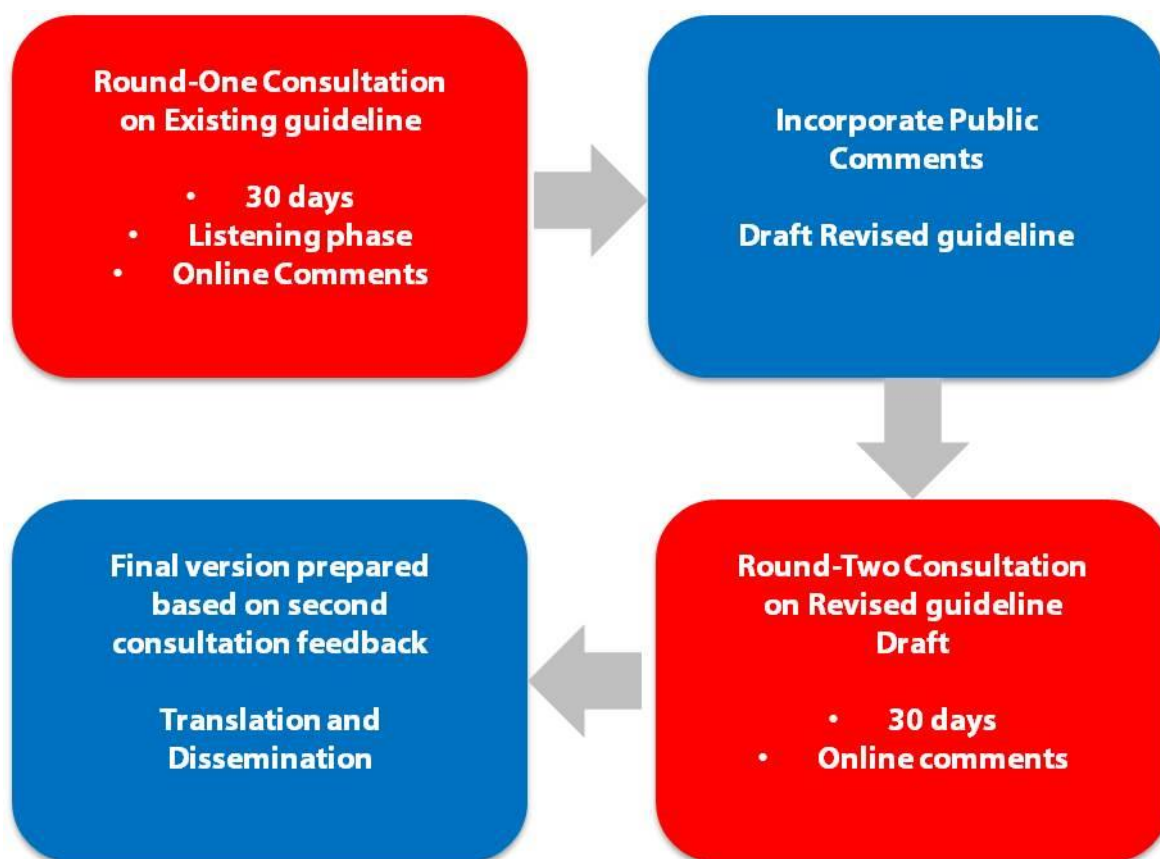 Round-One Consultation
on Existing guideline
• 30 days
• Listening phase
• Online Comments
Incorporate Public
Comments
Draft Revised guideline
Round-Two Consultation
on Revised guideline
Draft
• 30 days
• Online comments
Final version prepared
based on second
consultation feedback
Translation and
Dissemination